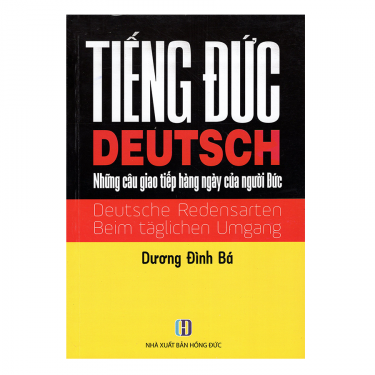 TIẾNG ĐỨC
DEUTSCH
Những câu giao tiếp hàng ngày của người Đức
Deutsche Redensarten
Beim täglichen Umgang
Dương Đình Bá
H
NHÀ XUẤT BẢN HỒNG ĐỨC